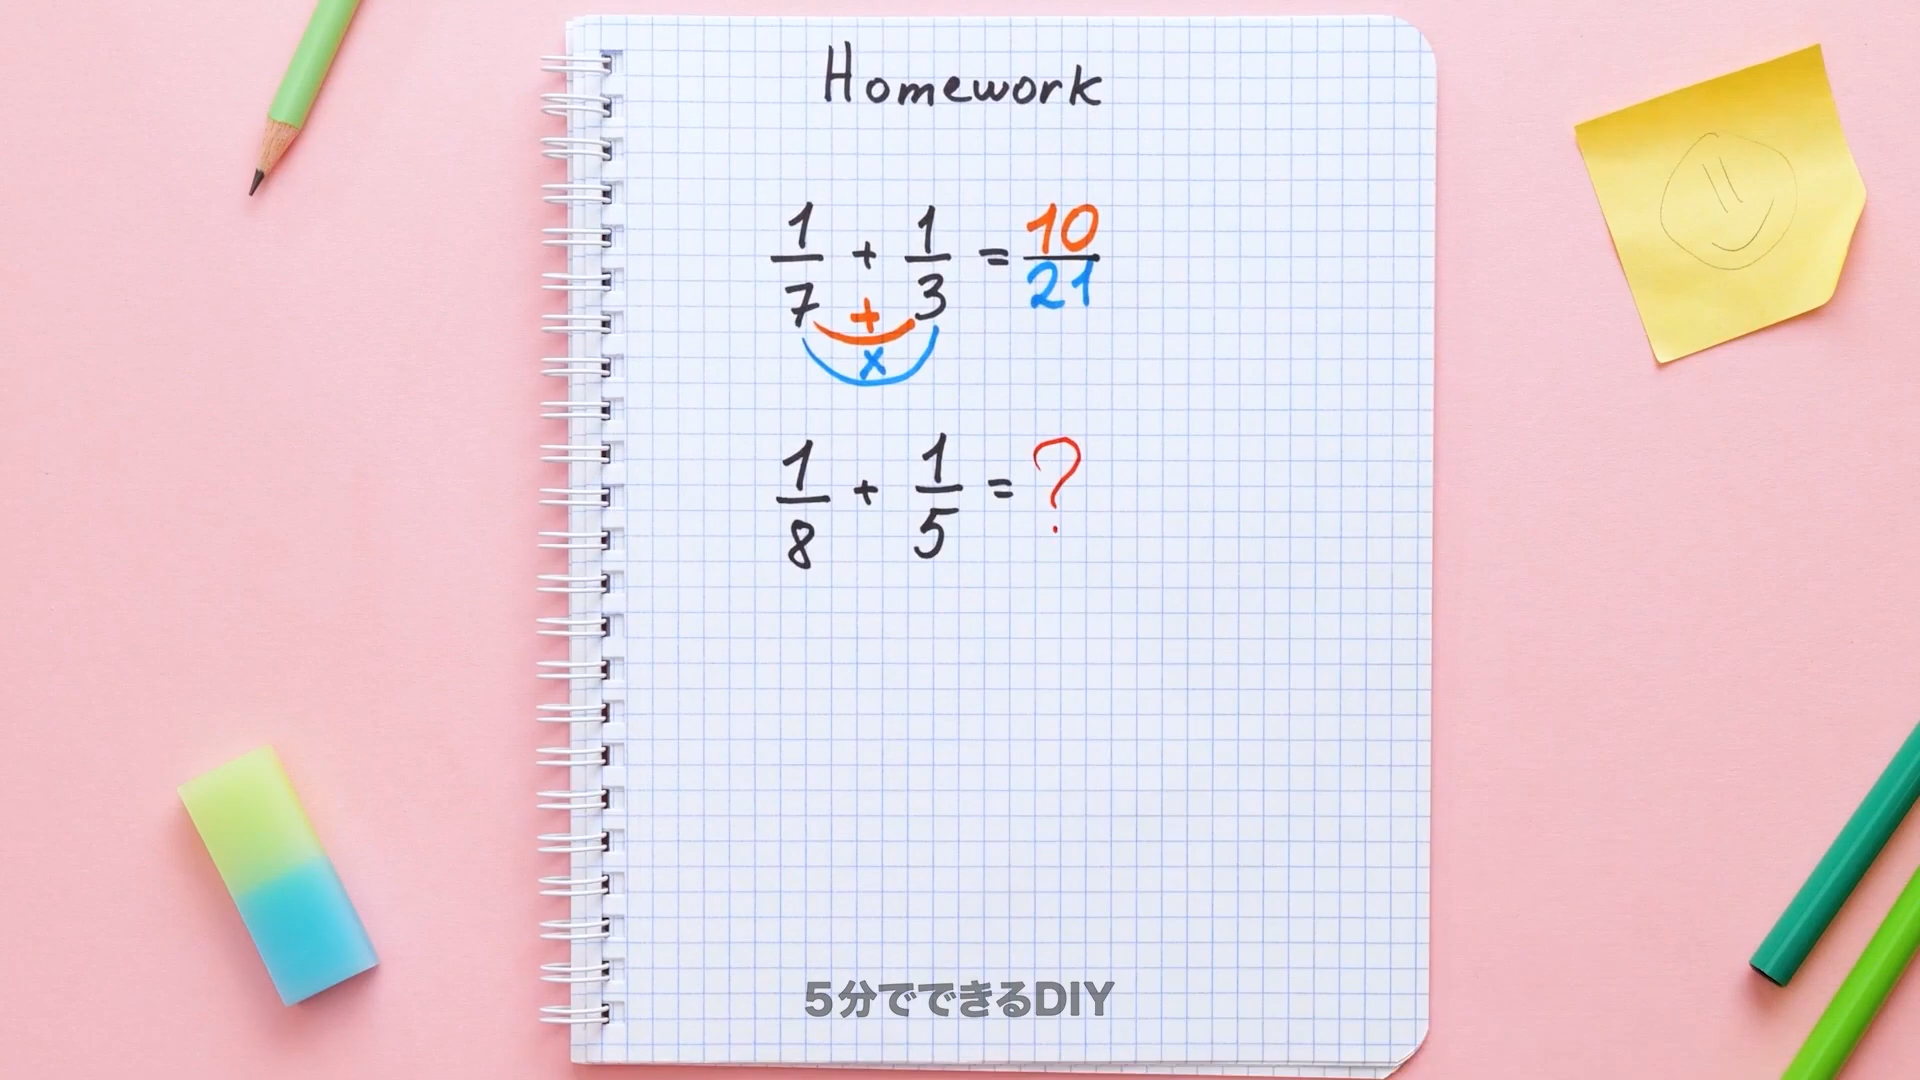 Homework
1/7 + 1/3 = 10/21
+
x
1/8 + 1/5 = ?
5分でできるDIY